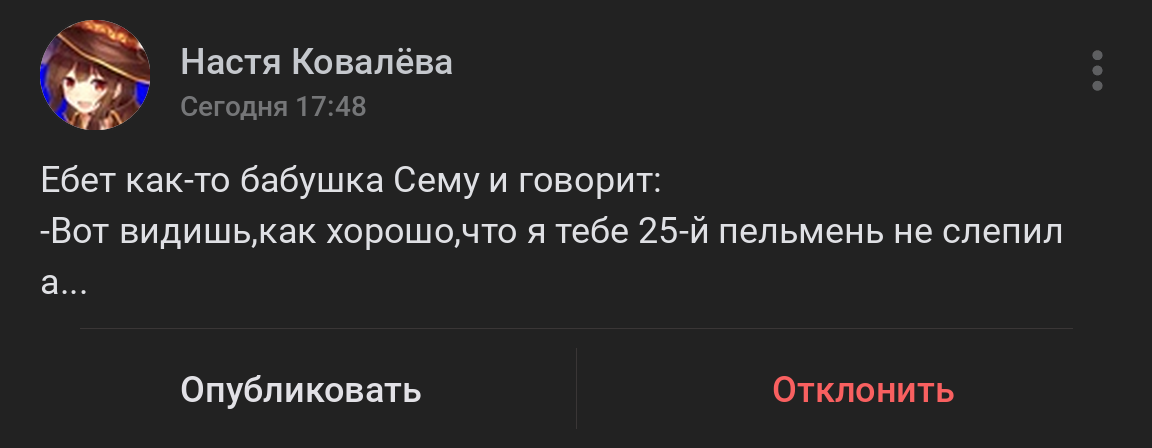 Настя Ковалёва
Сегодня 17:48
Ебет как-то бабушка Сему и говорит:
-Вот видишь,как хорошо,что я тебе 25-й пельмень не слепил
а...
Опубликовать
Отклонить